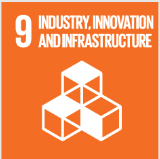 9 INDUSTRY, INNOVATION
AND INFRASTRUCTURE